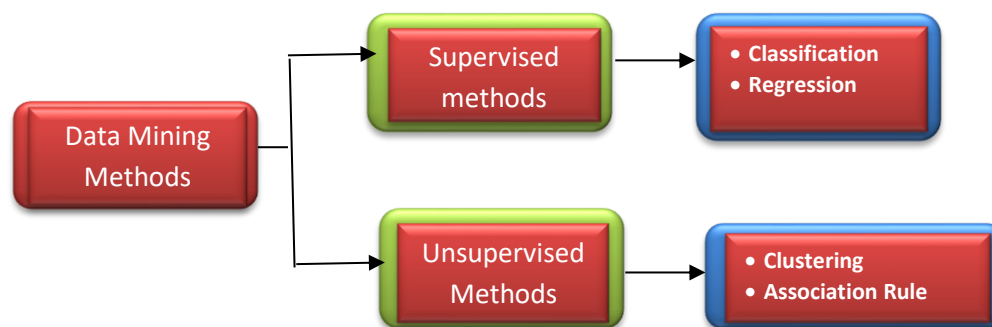 Data Mining
Methods
Supervised
methods
• Classification
• Regression
Unsupervised
Methods
• Clustering
• Association Rule